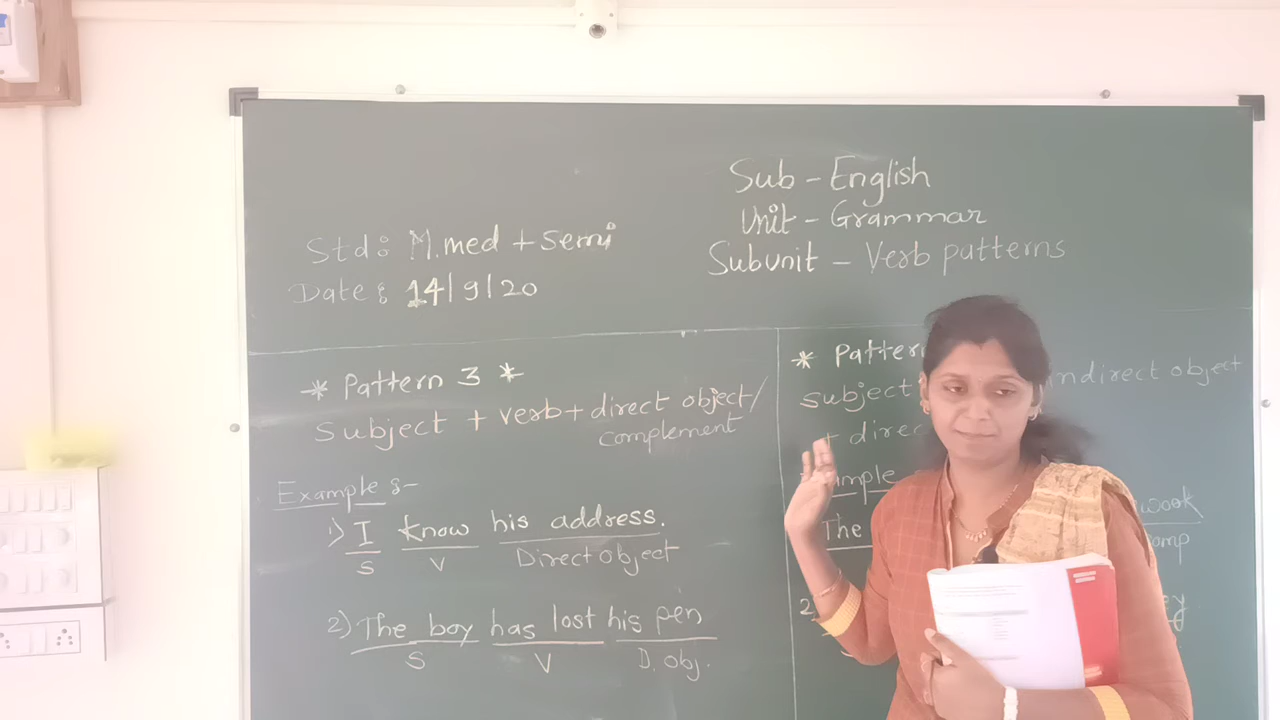 Sub - English
Unit - Grammar
Subunit - Verb patterns
Std: M.med + Semi
Date: 14/9/20
* Pattern 3 *
Subject + verb + direct object/
complement
Example :-
1) I know his address.
S V Direct object
2) The boy has lost his pen
S V D. obj.
* Pattern
subject indirect object
+ direc
The
2